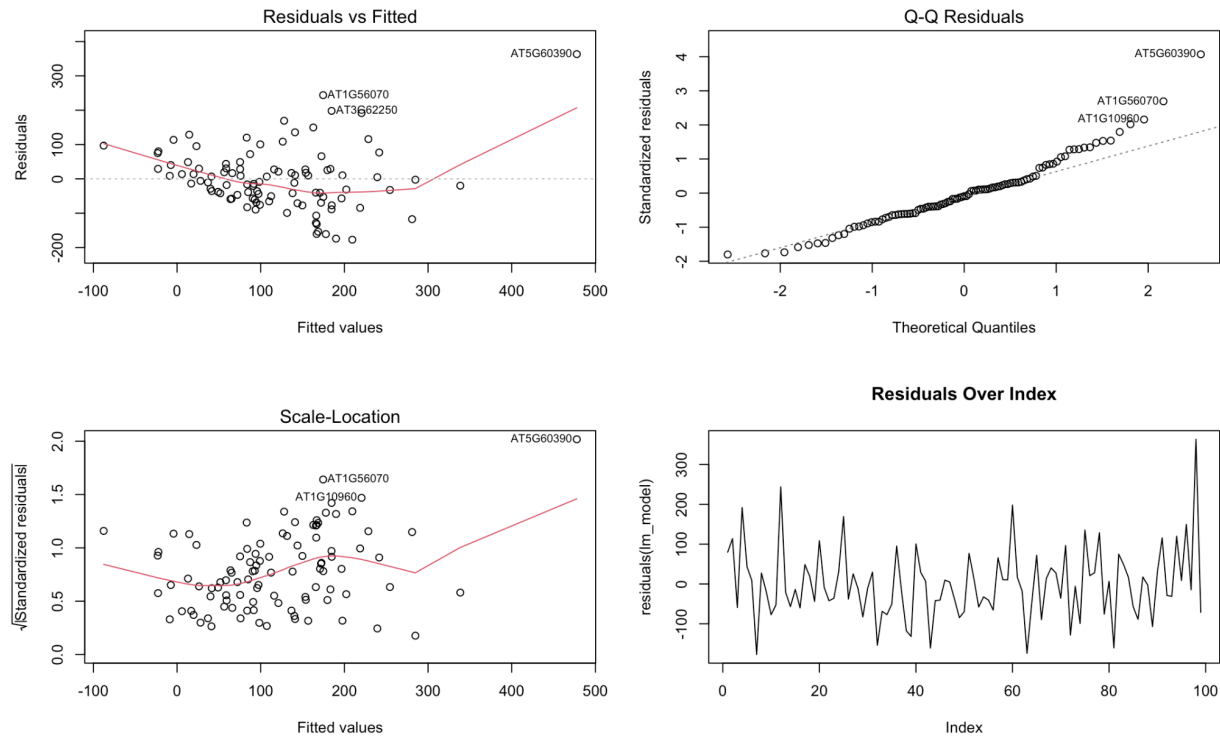 Residuals vs Fitted
Residuals
-200
0
100
300
AT5G60390
AT1G56070
AT3G62250
-100
0
100
200
300
400
500
Fitted values
Q-Q Residuals
Standardized residuals
-2
-1
0
1
2
3
4
AT5G60390
AT1G56070
AT1G10960
-2
-1
0
1
2
Theoretical Quantiles
Scale-Location
√|Standardized residuals|
0.0
0.5
1.0
1.5
2.0
AT5G60390
AT1G56070
AT1G10960
-100
0
100
200
300
400
500
Fitted values
Residuals Over Index
residuals(lm_model)
-100
0
100
200
300
0
20
40
60
80
100
Index